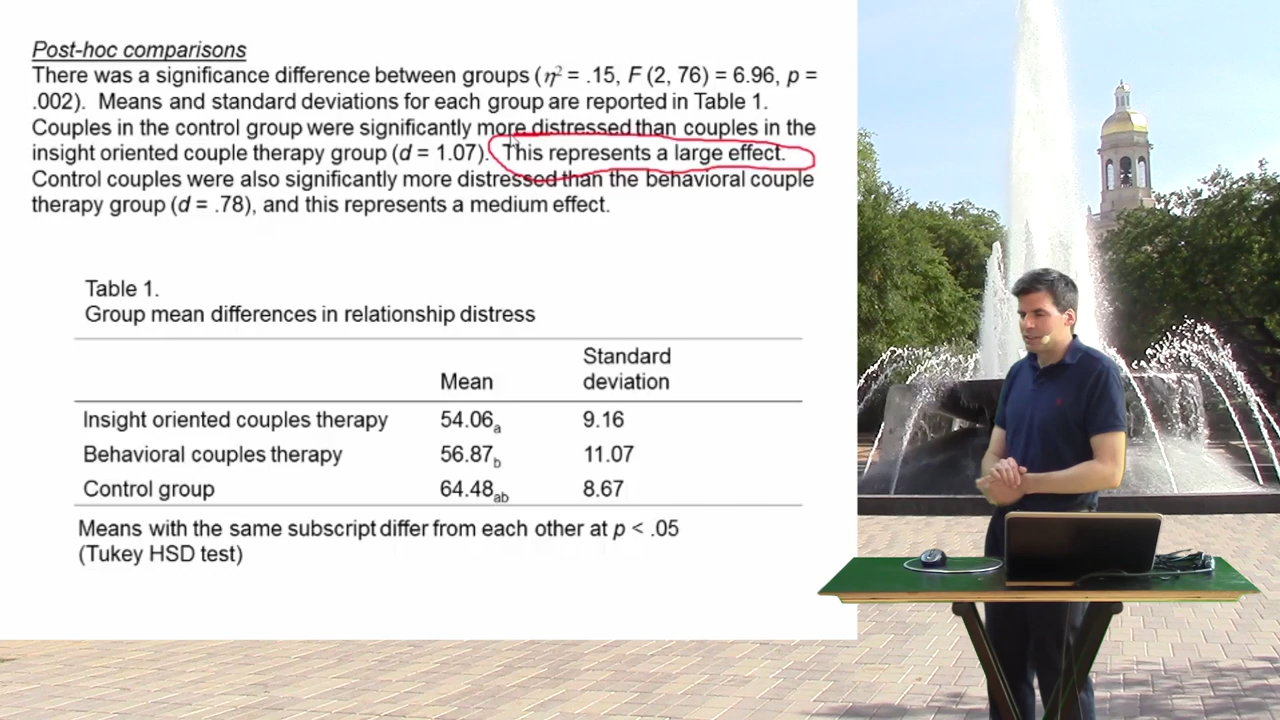 Post-hoc comparisons
There was a significance difference between groups (η² = .15, F (2, 76) = 6.96, p =
.002). Means and standard deviations for each group are reported in Table 1.
Couples in the control group were significantly more distressed than couples in the
insight oriented couple therapy group (d = 1.07). This represents a large effect.
Control couples were also significantly more distressed than the behavioral couple
therapy group (d = .78), and this represents a medium effect.
Table 1.
Group mean differences in relationship distress
Mean Standard deviation
Insight oriented couples therapy 54.06a 9.16
Behavioral couples therapy 56.87b 11.07
Control group 64.48ab 8.67
Means with the same subscript differ from each other at p < .05
(Tukey HSD test)